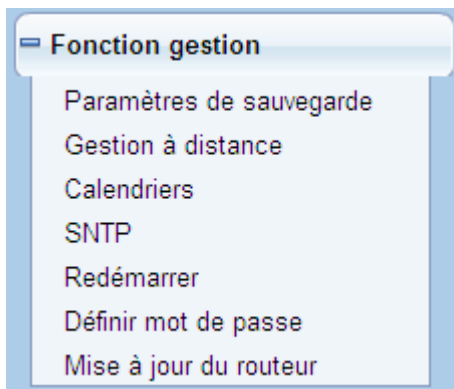 Fonction gestion
Paramètres de sauvegarde
Gestion à distance
Calendriers
SNTP
Redémarrer
Définir mot de passe
Mise à jour du routeur